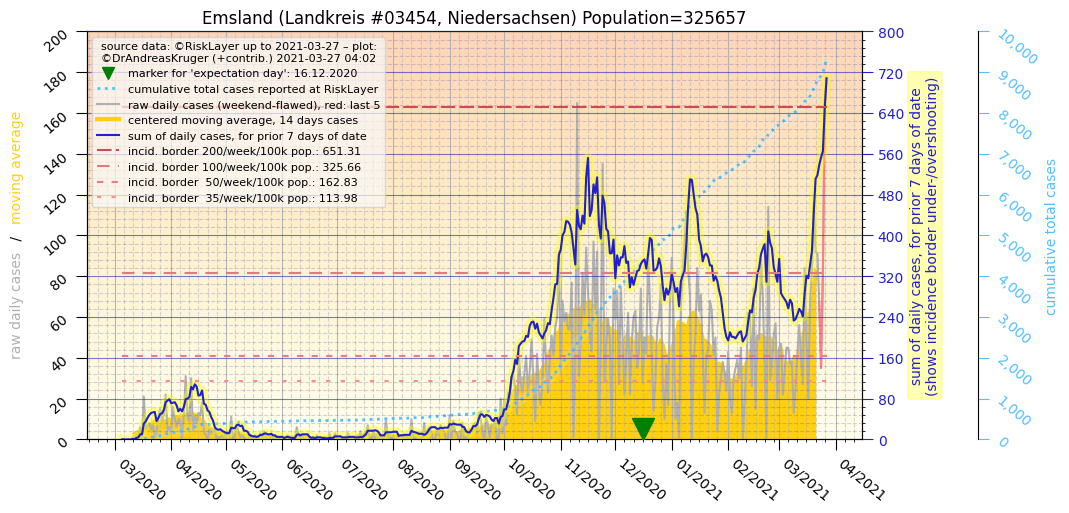 Emsland (Landkreis #03454, Niedersachsen) Population=325657
source data: ©RiskLayer up to 2021-03-27 – plot:
©DrAndreasKruger (+contrib.) 2021-03-27 04:02
marker for 'expectation day': 16.12.2020
cumulative total cases reported at RiskLayer
raw daily cases (weekend-flawed), red: last 5
centered moving average, 14 days cases
sum of daily cases, for prior 7 days of date
incid. border 200/week/100k pop.: 651.31
incid. border 100/week/100k pop.: 325.66
incid. border  50/week/100k pop.: 162.83
incid. border  35/week/100k pop.: 113.98
raw daily cases  /  moving average
200
180
160
140
120
100
80
60
40
20
0
03/2020
04/2020
05/2020
06/2020
07/2020
08/2020
09/2020
10/2020
11/2020
12/2020
01/2021
02/2021
03/2021
04/2021
800
720
640
560
480
400
320
240
160
80
0
sum of daily cases, for prior 7 days of date
(shows incidence border under-/overshooting)
10,000
9,000
8,000
7,000
6,000
5,000
4,000
3,000
2,000
1,000
0
cumulative total cases